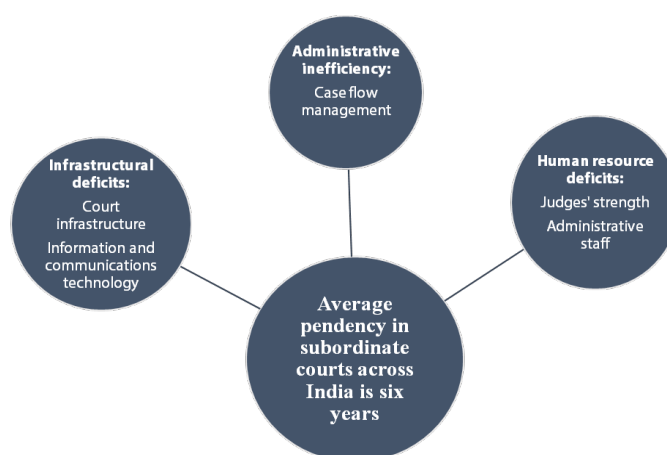 Administrative
inefficiency:
Case flow
management
Infrastructural
deficits:
Court
infrastructure
Information and
communications
technology
Human resource
deficits:
Judges' strength
Administrative
staff
Average
pendency in
subordinate
courts across
India is six
years